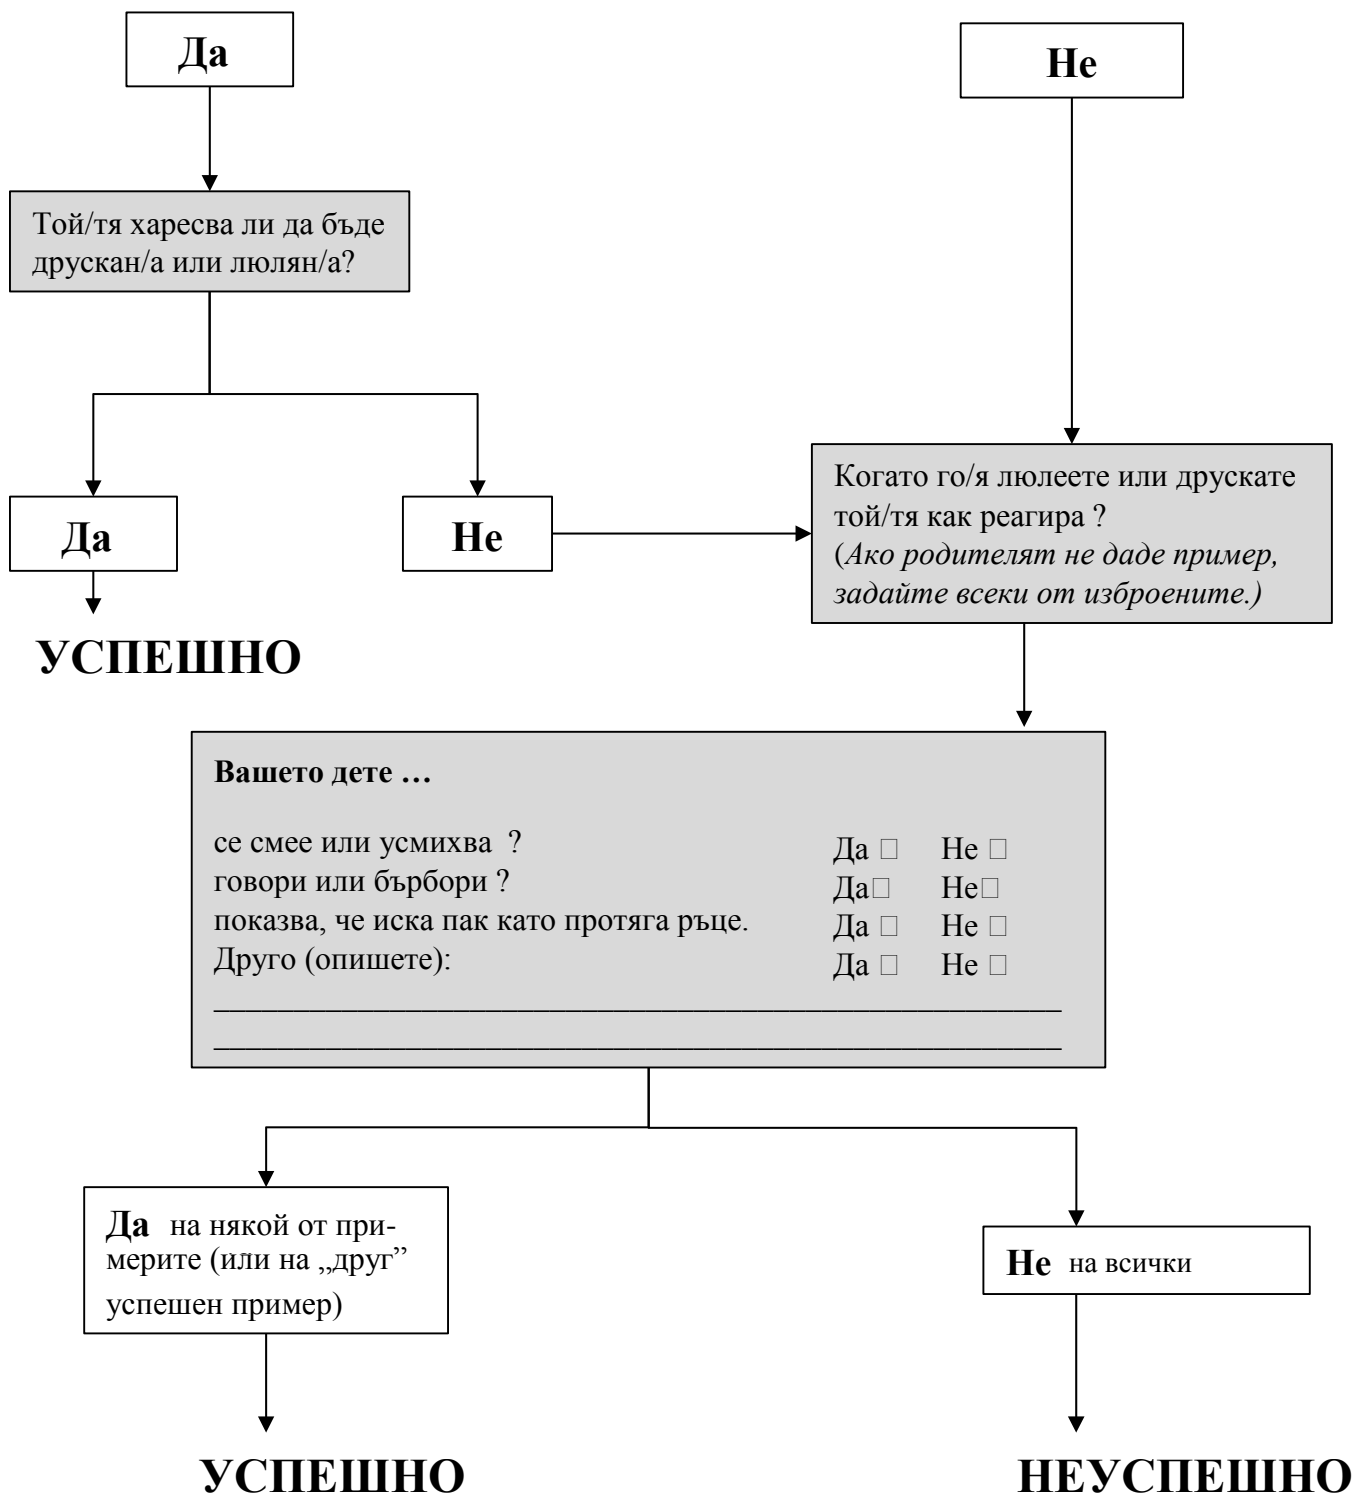 Да
Не
Той/тя харесва ли да бъде
друскан/а или люлян/а?
Да
Не
Когато го/я люлеете или друскате
той/тя как реагира ?
(Ако родителят не даде пример,
задайте всеки от изброените.)
УСПЕШНО
Вашето дете …
се смее или усмихва ? Да □ Не □
говори или бърбори ? Да□ Не□
показва, че иска пак като протяга ръце. Да □ Не □
Друго (опишете): Да □ Не □
Да на някой от при-
мерите (или на „друг”
успешен пример)
Не на всички
УСПЕШНО
НЕУСПЕШНО